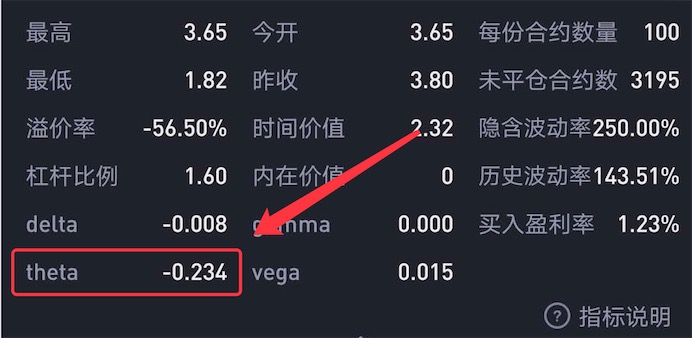 最高 3.65 今开 3.65 每份合约数量 100
最低 1.82 昨收 3.80 未平仓合约数 3195
溢价率 -56.50% 时间价值 2.32 隐含波动率 250.00%
杠杆比例 1.60 内在价值 0 历史波动率 143.51%
delta -0.008 gamma 0.000 买入盈利率 1.23%
theta -0.234 vega 0.015
? 指标说明